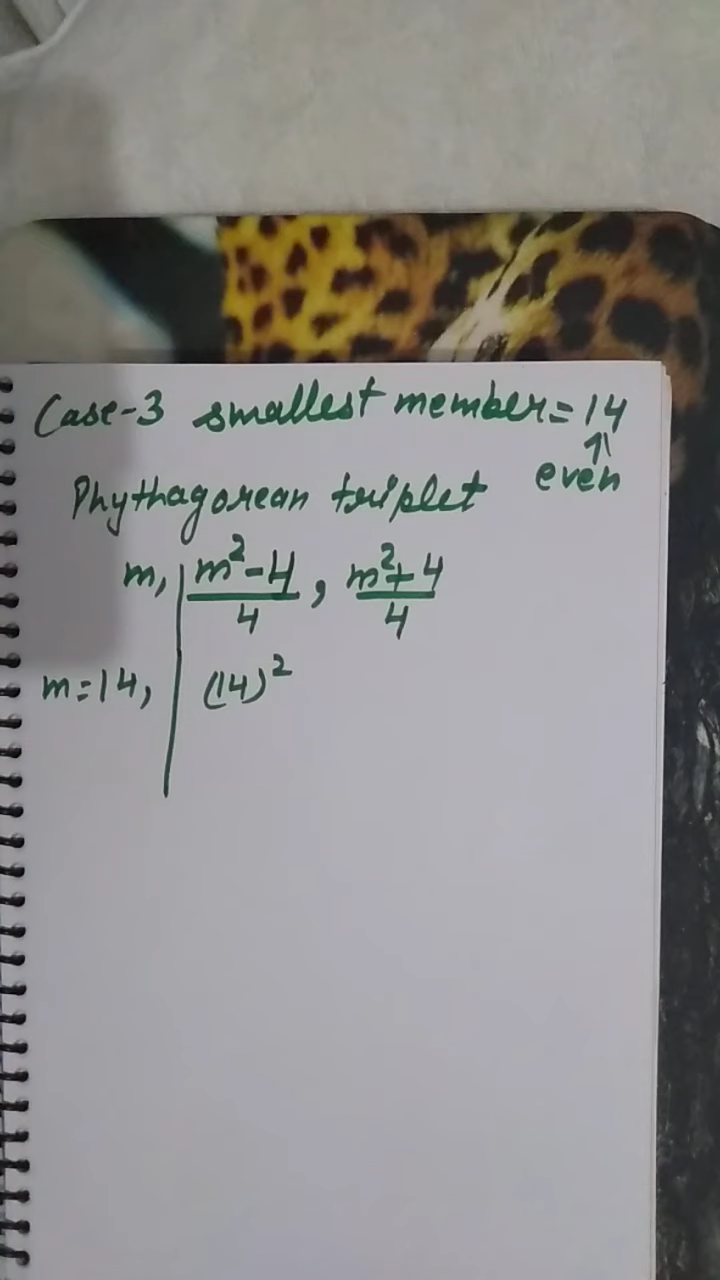 Case-3 smallest member = 14
↑
even
Phythagorean triplet
m, | m²-4/4 , m²+4/4
m=14, | (14)²